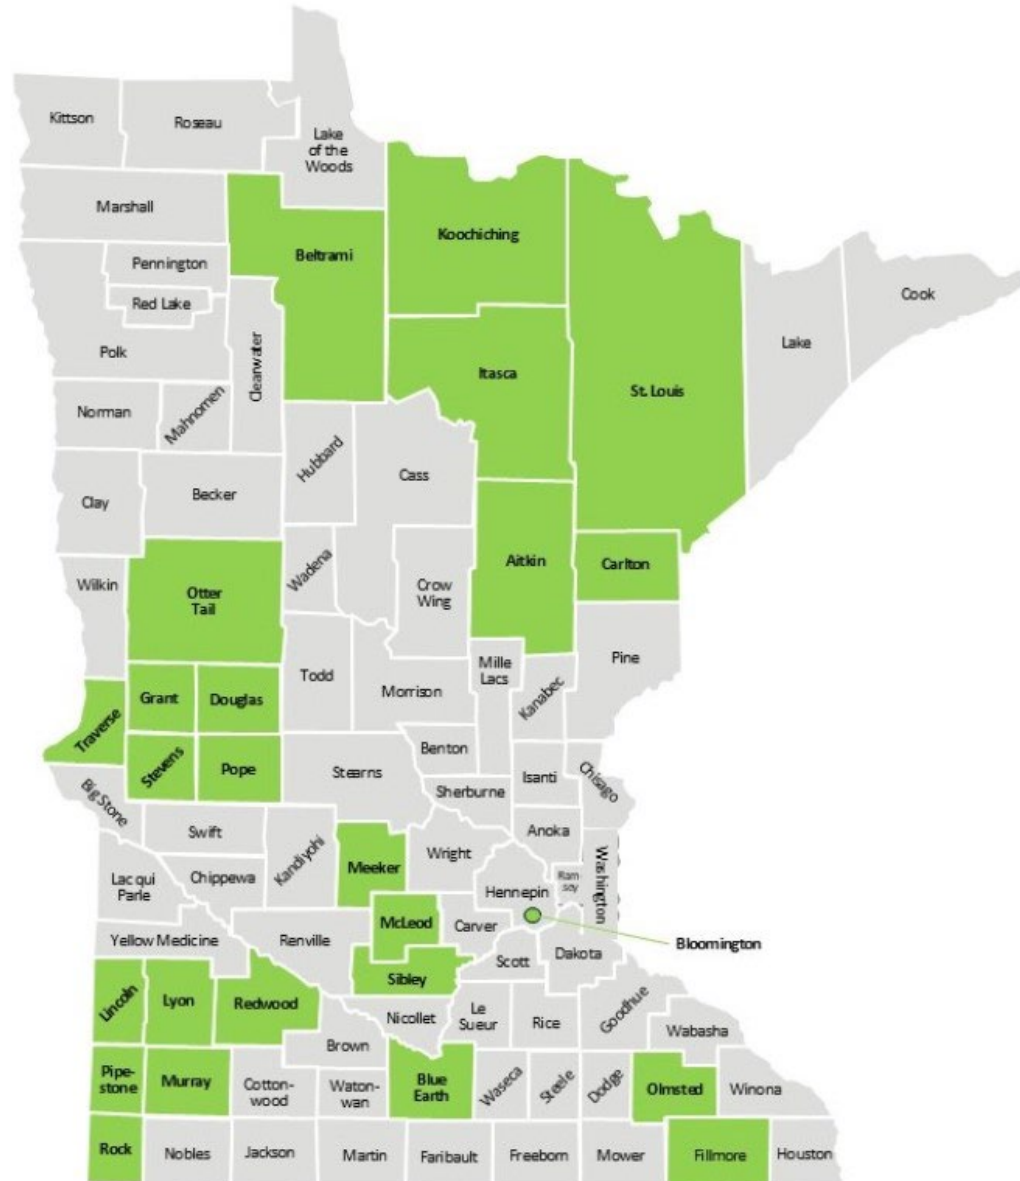 Kittson
Roseau
Lake
of the
Woods
Marshall
Beltrami
Koochiching
Pennington
Red Lake
Polk
Clearwater
Itasca
St. Louis
Lake
Cook
Norman
Mahnomen
Hubbard
Cass
Clay
Becker
Wilkin
Otter
Tail
Wadena
Crow
Wing
Aitkin
Carlton
Pine
Todd
Morrison
Mille
Lacs
Kanabec
Traverse
Grant
Douglas
Stevens
Pope
Stearns
Benton
Sherburne
Isanti
Chisago
Big Stone
Swift
Kandiyohi
Meeker
Wright
Anoka
Washington
Lac qui
Parle
Chippewa
Hennepin
Ram-
sey
McLeod
Carver
Bloomington
Yellow Medicine
Renville
Sibley
Scott
Dakota
Lincoln
Lyon
Redwood
Nicollet
Le
Sueur
Rice
Goodhue
Wabasha
Brown
Pipe-
stone
Murray
Cotton-
wood
Waton-
wan
Blue
Earth
Waseca
Steele
Dodge
Olmsted
Winona
Rock
Nobles
Jackson
Martin
Faribault
Freeborn
Mower
Fillmore
Houston